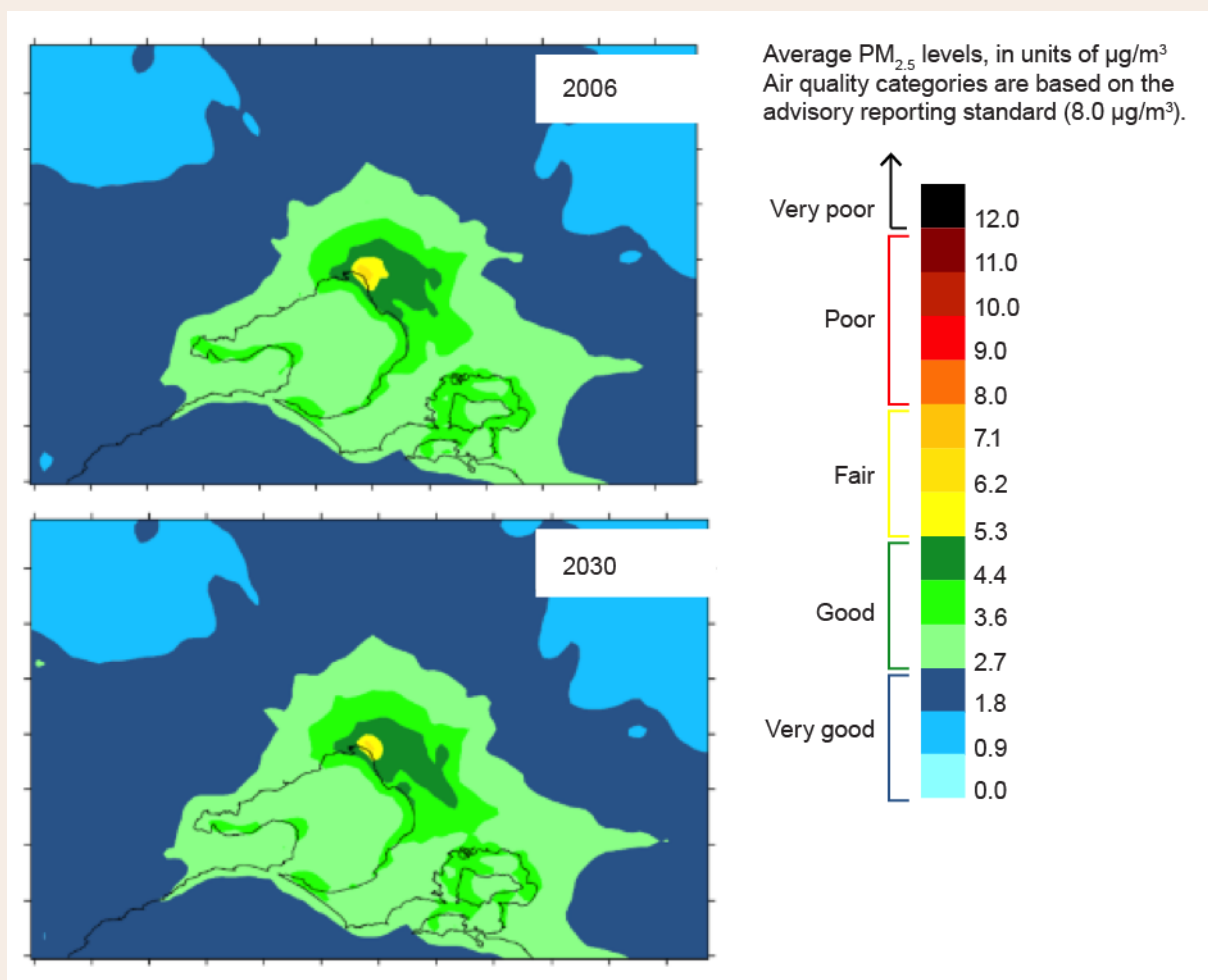 2006
2030
Average PM2.5 levels, in units of µg/m³
Air quality categories are based on the
advisory reporting standard (8.0 µg/m³).
Very poor
12.0
11.0
10.0
Poor
9.0
8.0
7.1
Fair
6.2
5.3
4.4
Good
3.6
2.7
1.8
Very good
0.9
0.0